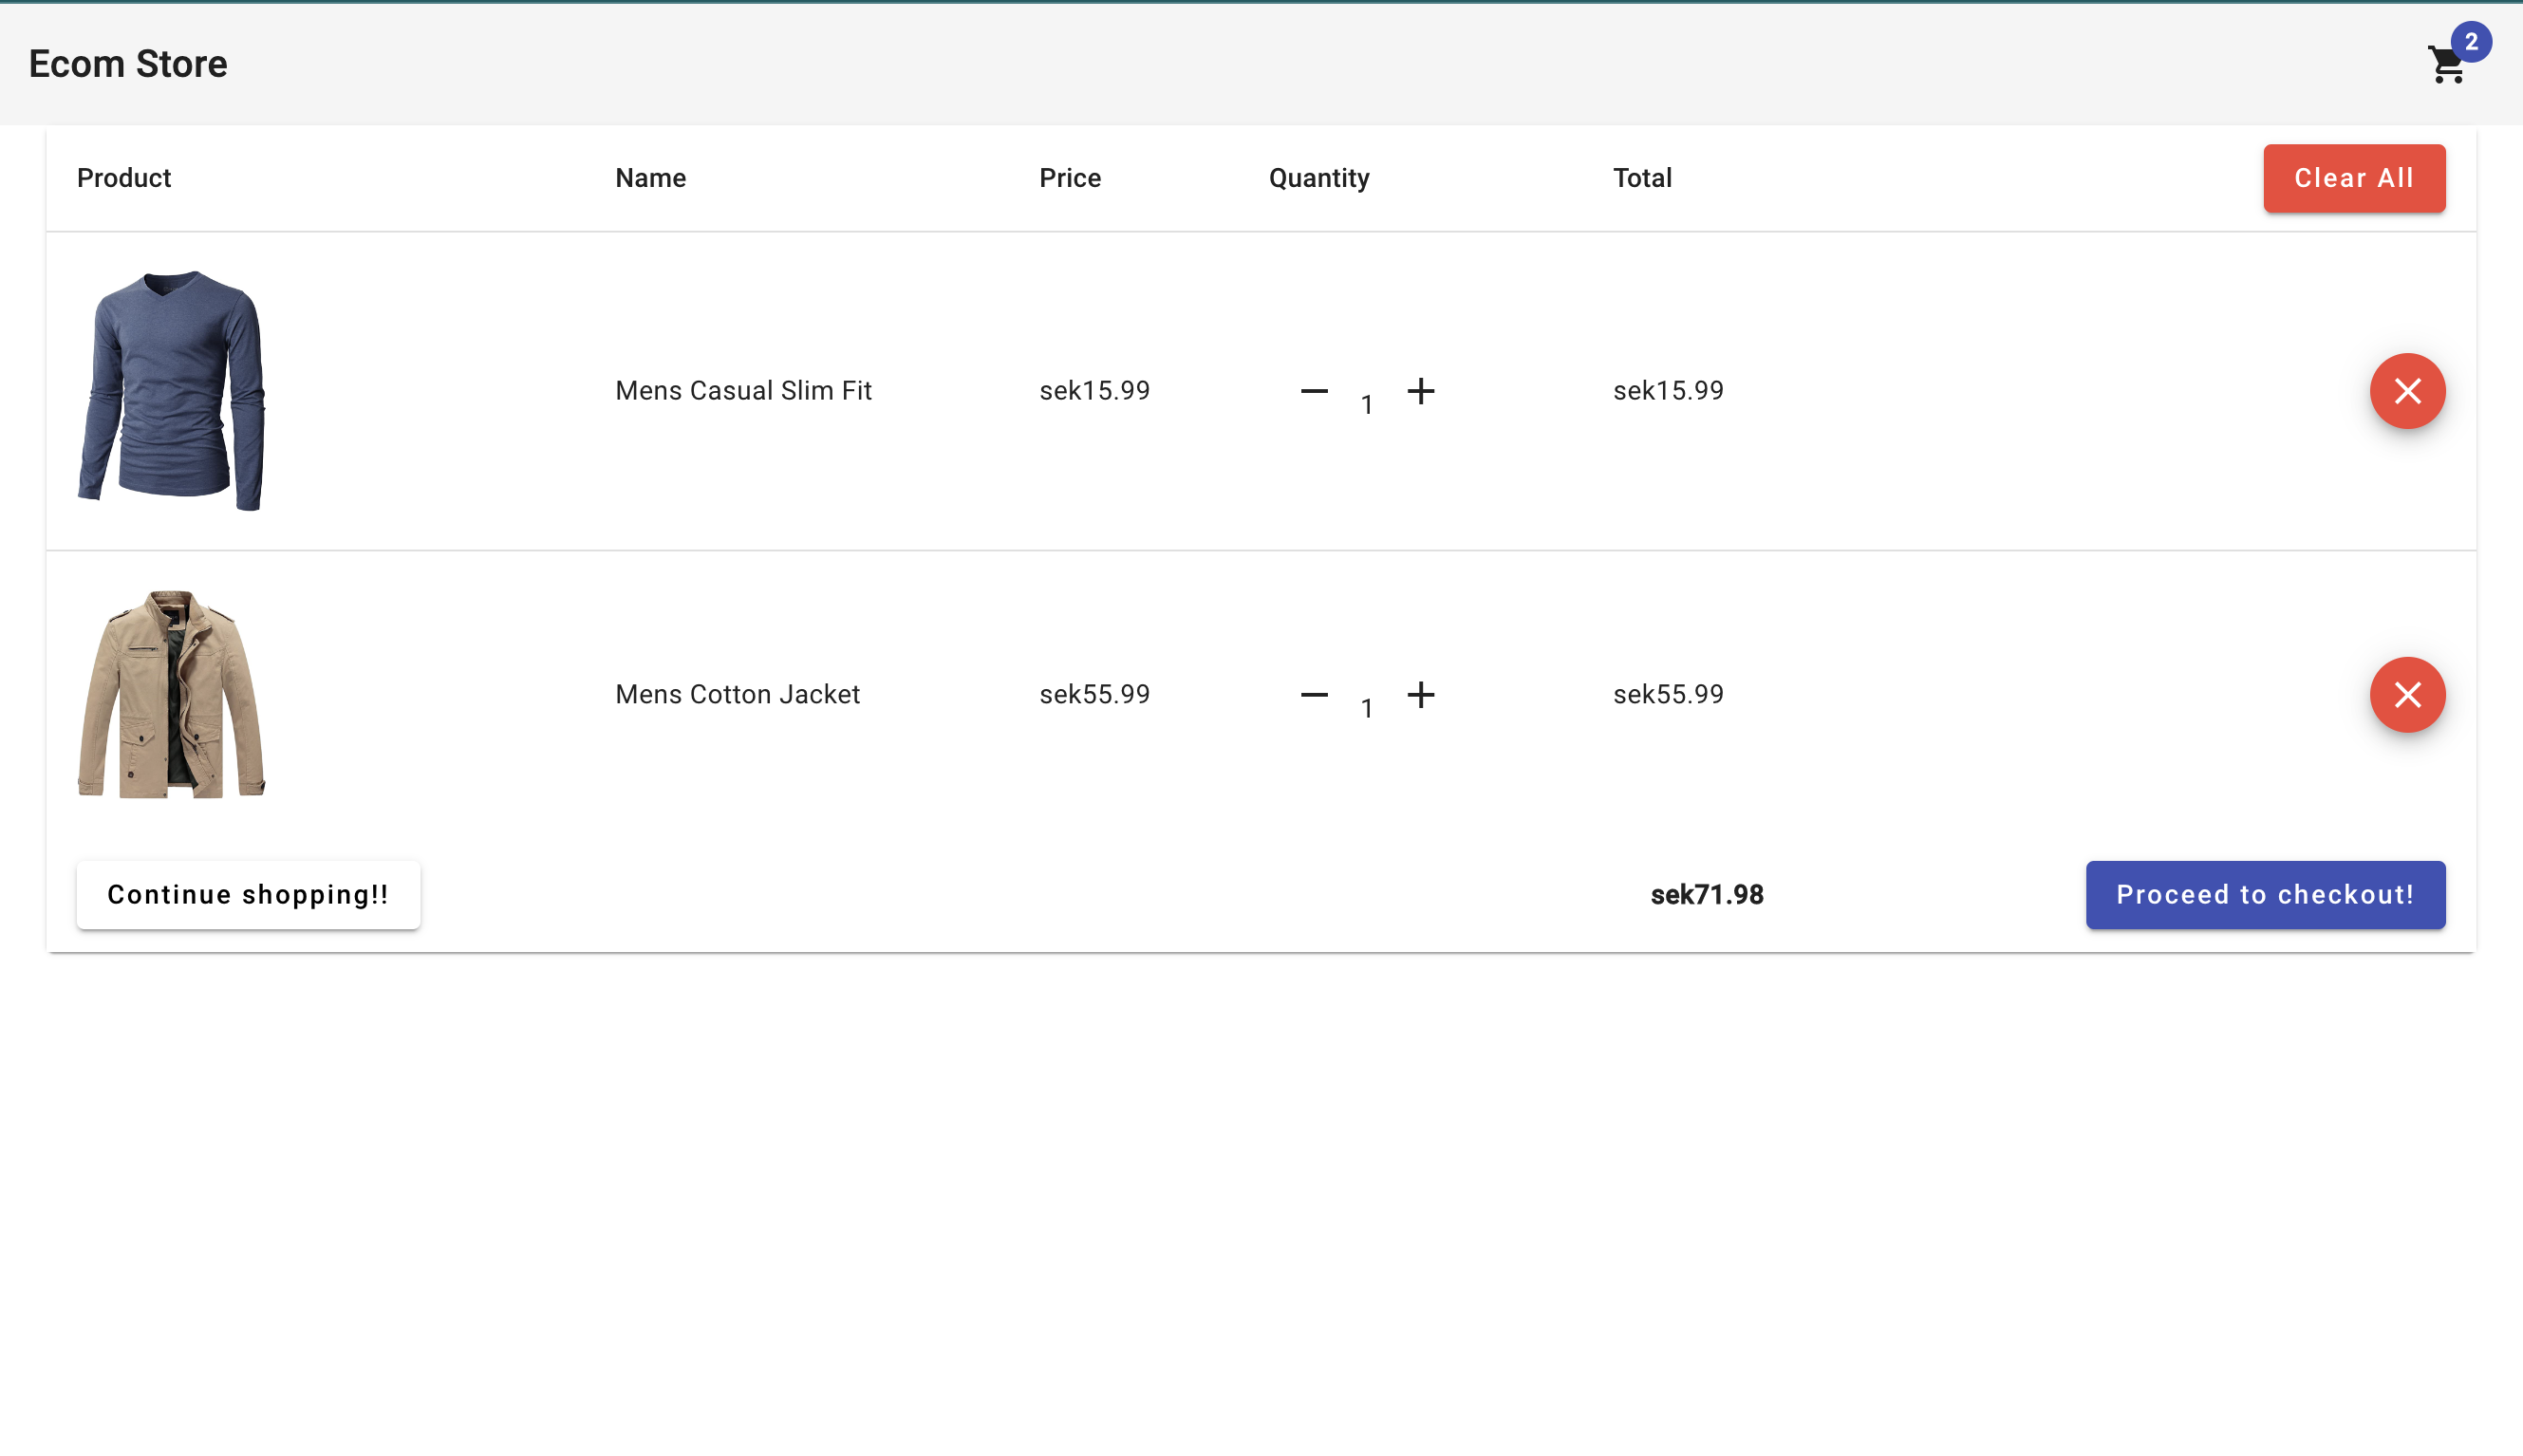 Ecom Store
2
Product Name Price Quantity Total Clear All
Mens Casual Slim Fit sek15.99 1 sek15.99
Mens Cotton Jacket sek55.99 1 sek55.99
Continue shopping!! sek71.98 Proceed to checkout!